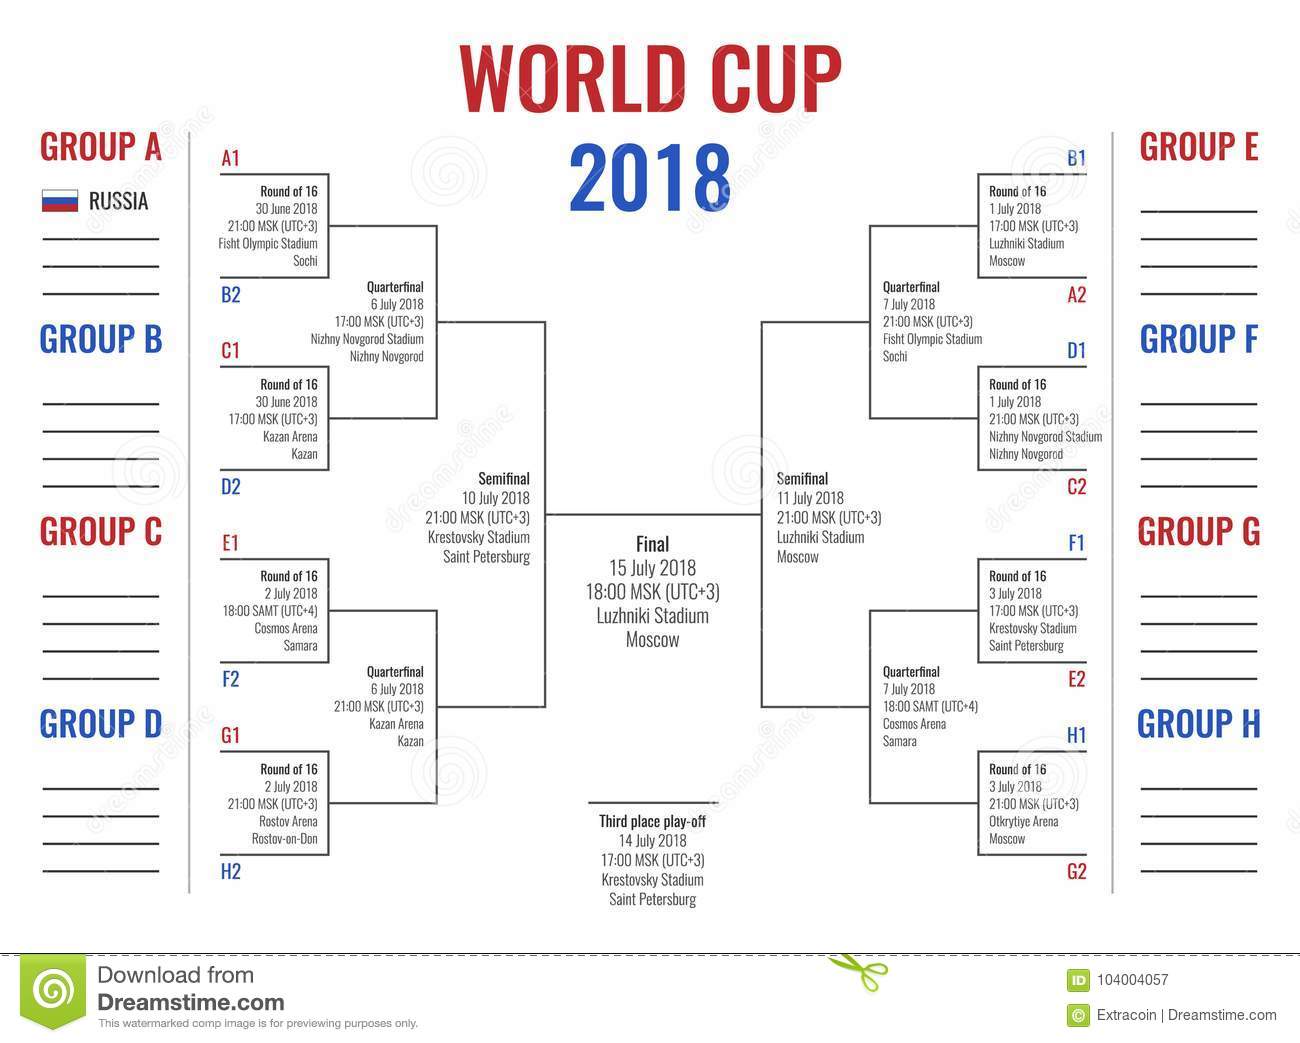 WORLD CUP
2018
GROUP A
RUSSIA
GROUP B
GROUP C
GROUP D
A1
Round of 16
30 June 2018
21:00 MSK (UTC+3)
Fisht Olympic Stadium
Sochi
B2
C1
Round of 16
30 June 2018
17:00 MSK (UTC+3)
Kazan Arena
Kazan
D2
E1
Round of 16
2 July 2018
18:00 SAMT (UTC+4)
Cosmos Arena
Samara
F2
G1
Round of 16
2 July 2018
21:00 MSK (UTC+3)
Rostov Arena
Rostov-on-Don
H2
Quarterfinal
6 July 2018
17:00 MSK (UTC+3)
Nizhny Novgorod Stadium
Nizhny Novgorod
Quarterfinal
6 July 2018
21:00 MSK (UTC+3)
Kazan Arena
Kazan
Semifinal
10 July 2018
21:00 MSK (UTC+3)
Krestovsky Stadium
Saint Petersburg
Final
15 July 2018
18:00 MSK (UTC+3)
Luzhniki Stadium
Moscow
Third place play-off
14 July 2018
17:00 MSK (UTC+3)
Krestovsky Stadium
Saint Petersburg
Semifinal
11 July 2018
21:00 MSK (UTC+3)
Luzhniki Stadium
Moscow
Quarterfinal
7 July 2018
21:00 MSK (UTC+3)
Fisht Olympic Stadium
Sochi
Quarterfinal
7 July 2018
18:00 SAMT (UTC+4)
Cosmos Arena
Samara
B1
Round of 16
1 July 2018
17:00 MSK (UTC+3)
Luzhniki Stadium
Moscow
A2
D1
Round of 16
1 July 2018
21:00 MSK (UTC+3)
Nizhny Novgorod Stadium
Nizhny Novgorod
C2
F1
Round of 16
3 July 2018
17:00 MSK (UTC+3)
Krestovsky Stadium
Saint Petersburg
E2
H1
Round of 16
3 July 2018
21:00 MSK (UTC+3)
Otkrytiye Arena
Moscow
G2
GROUP E
GROUP F
GROUP G
GROUP H
Download from
Dreamstime.com
This watermarked comp image is for previewing purposes only.
ID 104004057
© Extracoin | Dreamstime.com